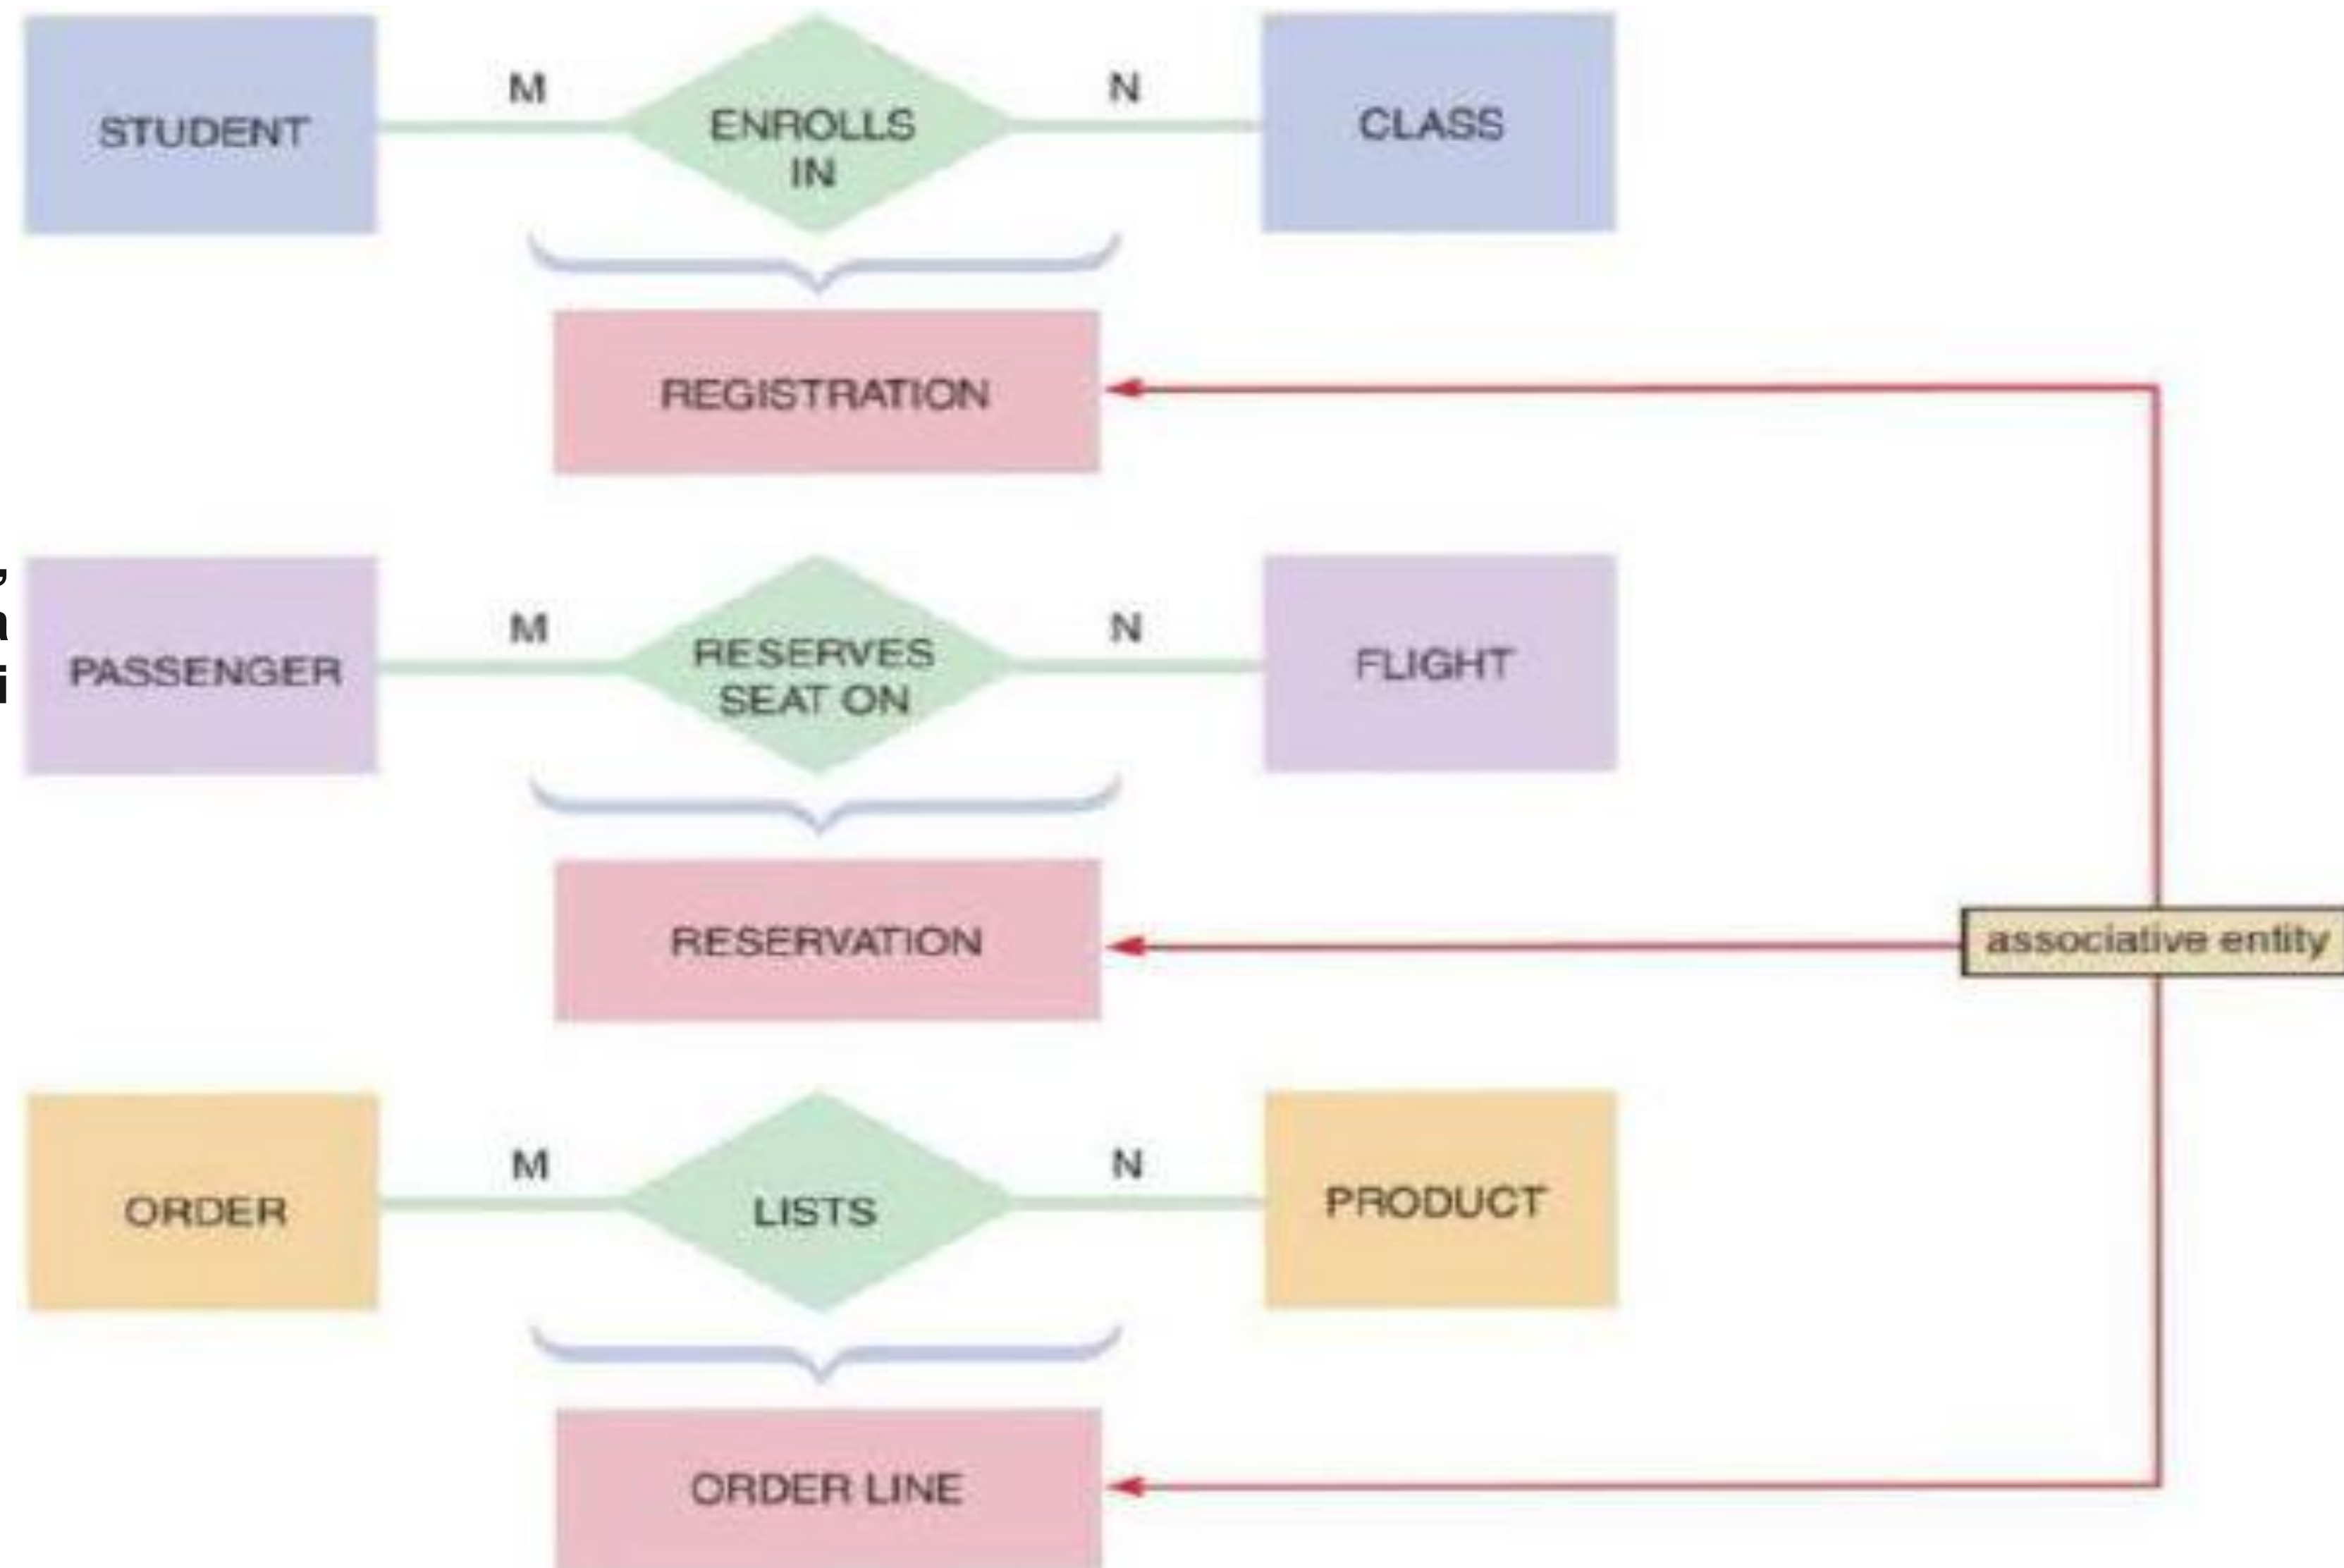 M
N
STUDENT
ENROLLS
IN
CLASS
REGISTRATION
,
a
i
M
N
PASSENGER
RESERVES
SEAT ON
FLIGHT
RESERVATION
associative entity
M
N
ORDER
LISTS
PRODUCT
ORDER LINE